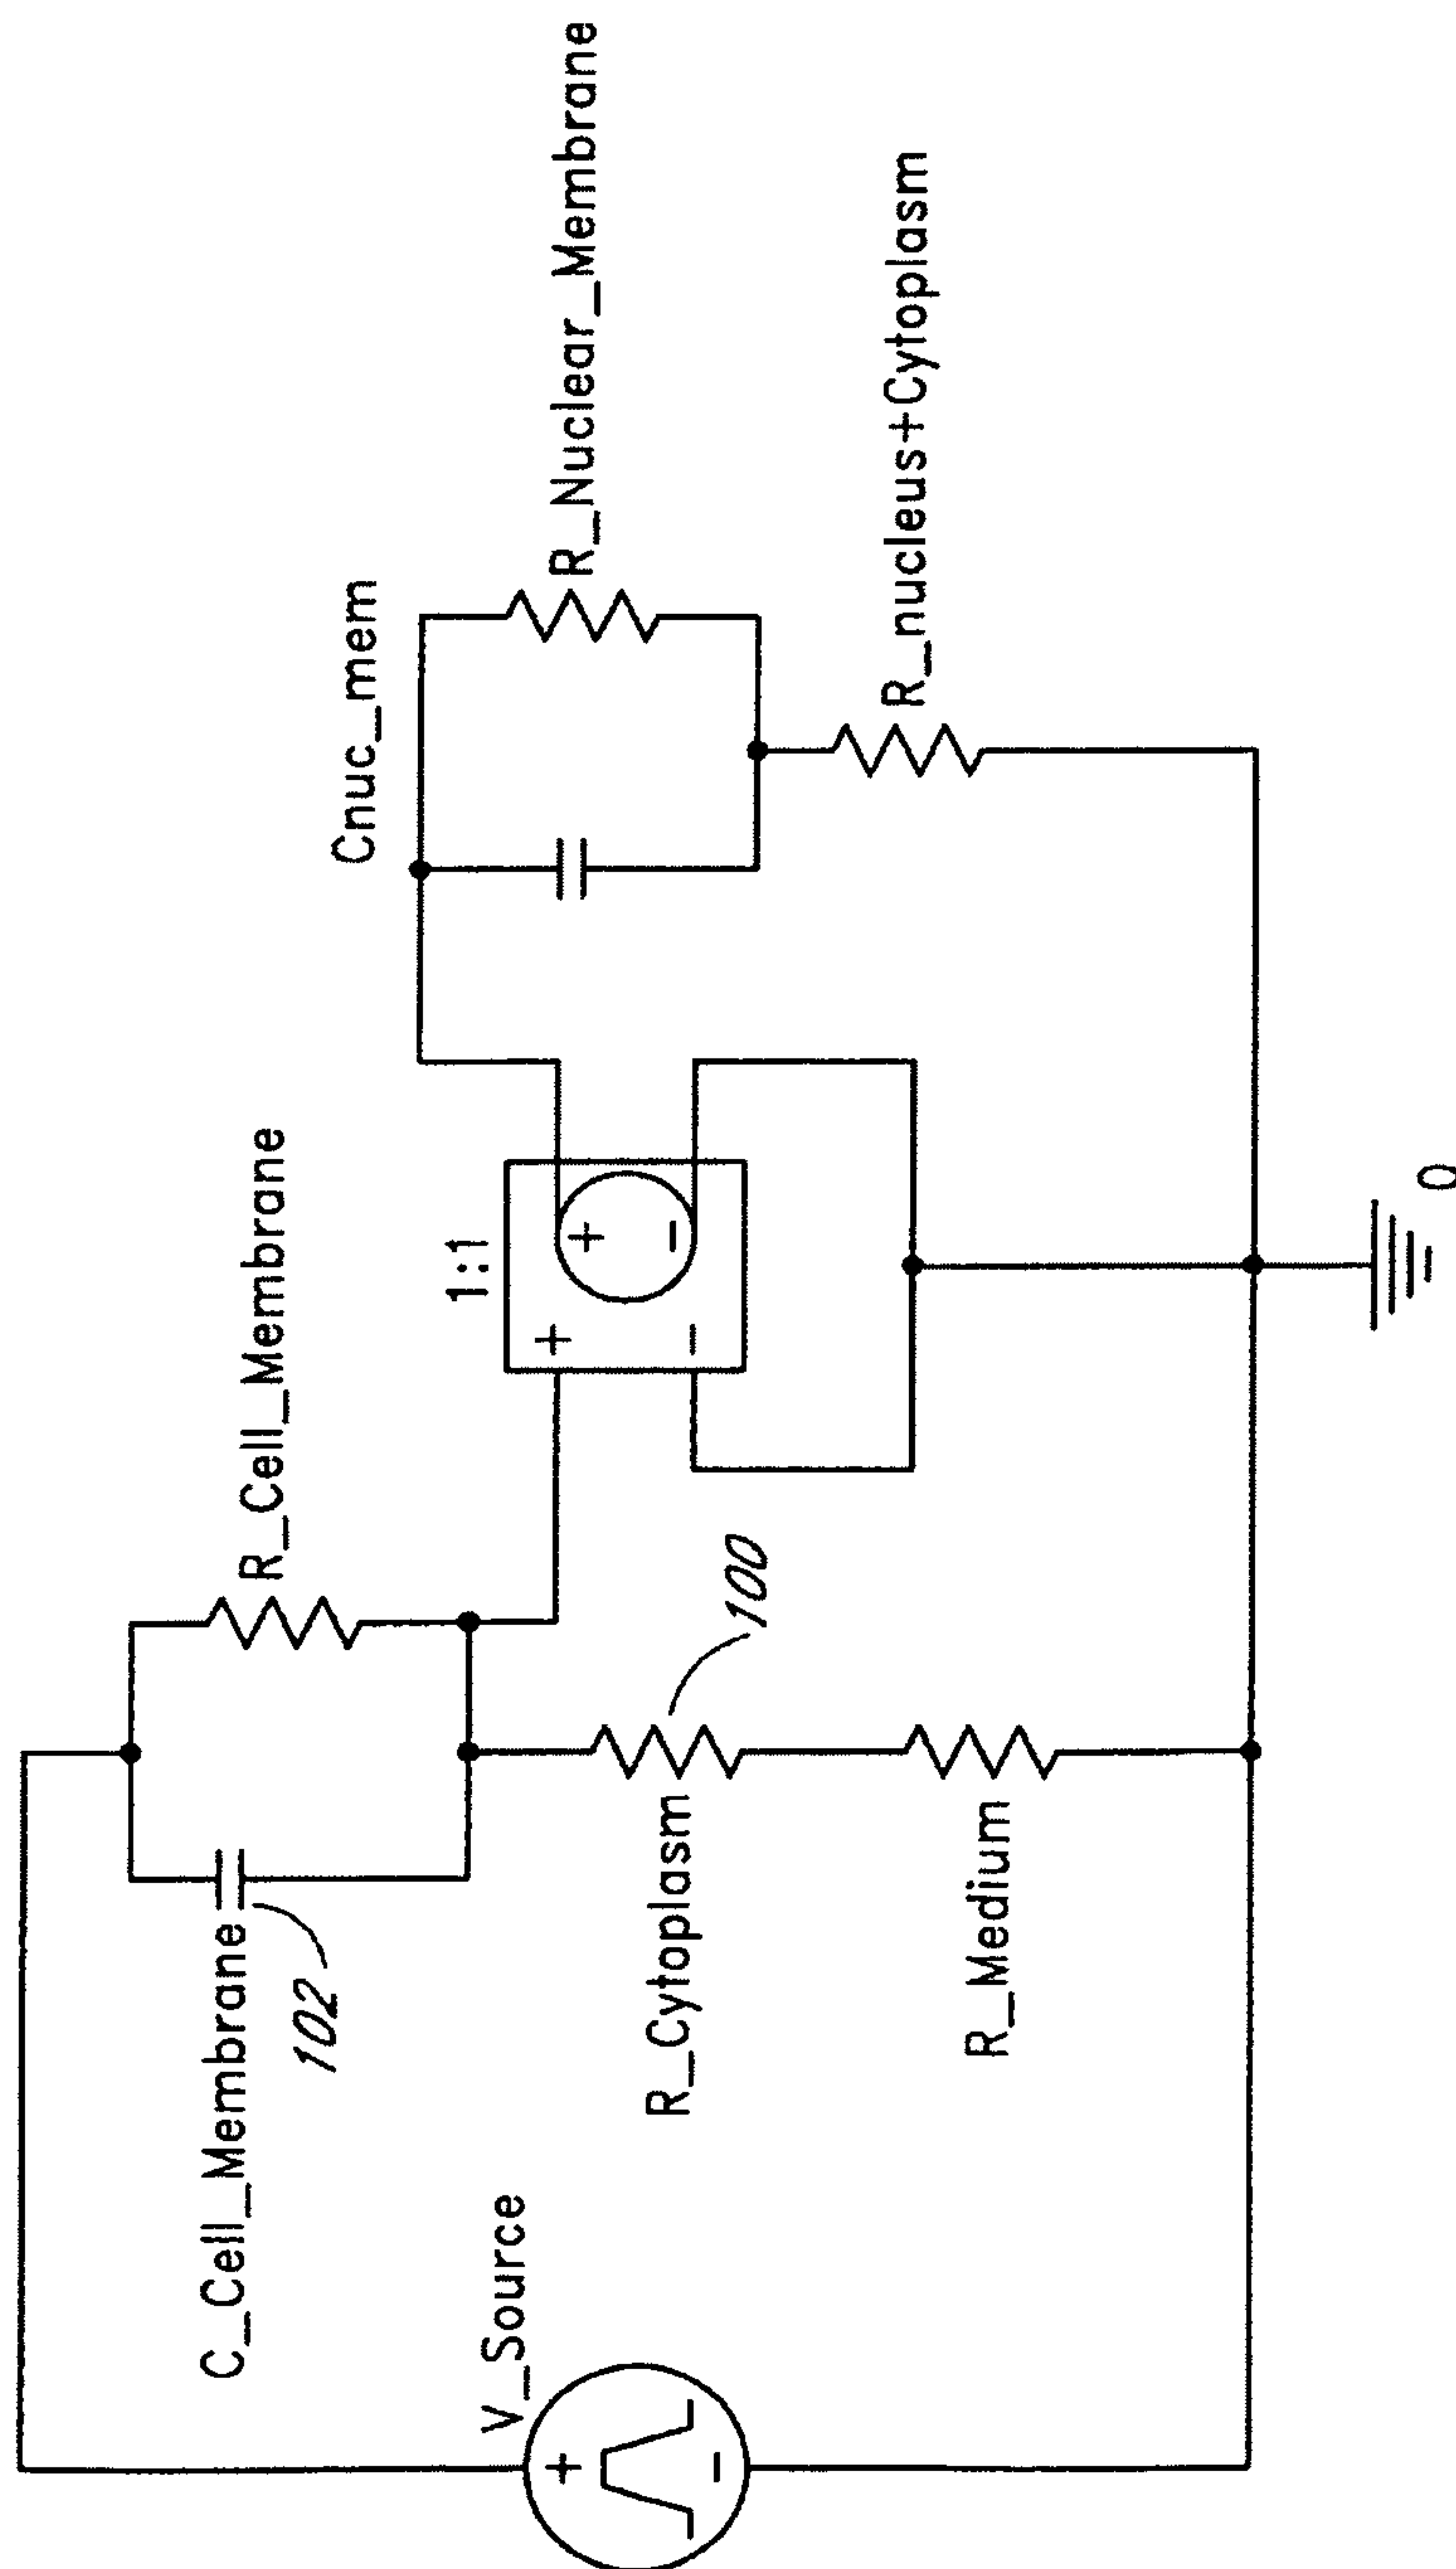 C_Cell_Membrane
102
R_Cell_Membrane
V_Source
+
-
R_Cytoplasm
100
R_Medium
1:1
+
-
+
-
Cnuc_mem
R_Nuclear_Membrane
R_nucleus+Cytoplasm
0